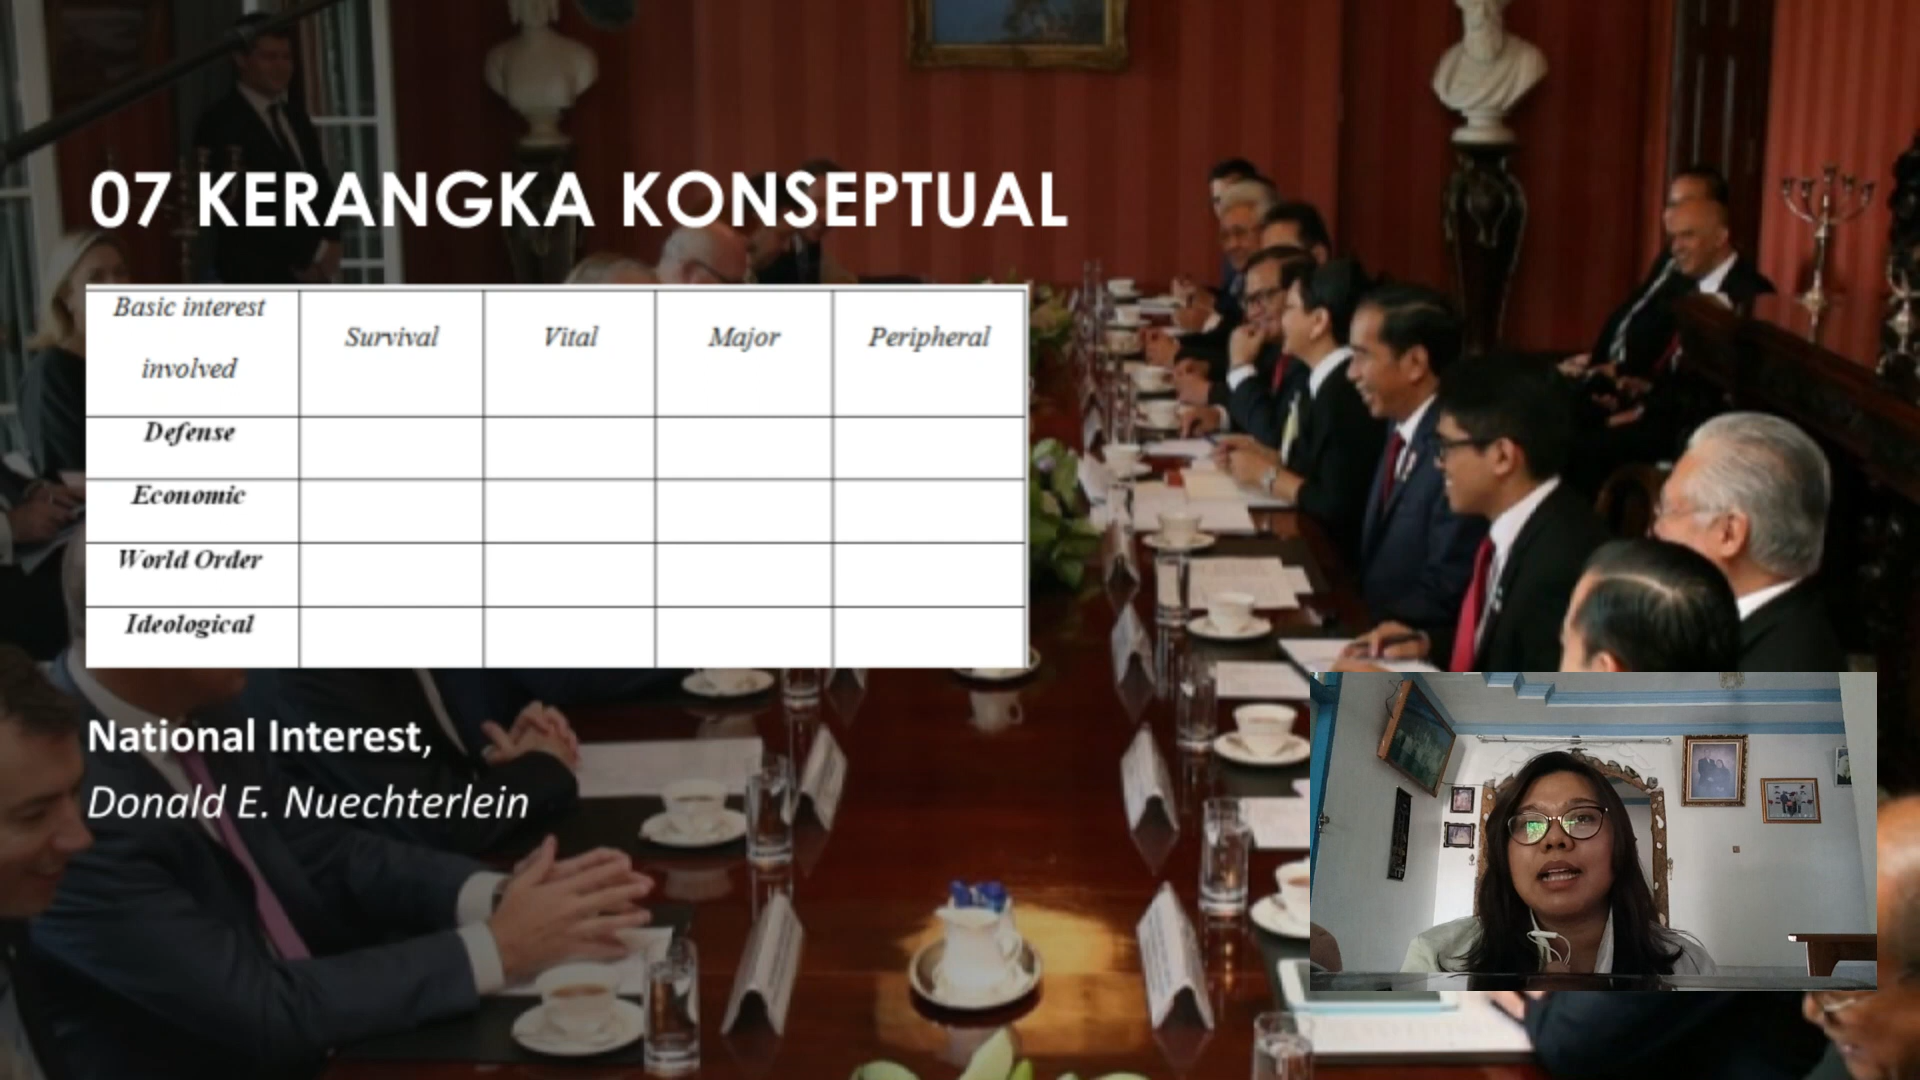 07 KERANGKA KONSEPTUAL
Basic interest
involved
Survival
Vital
Major
Peripheral
Defense
Economic
World Order
Ideological
National Interest,
Donald E. Nuechterlein